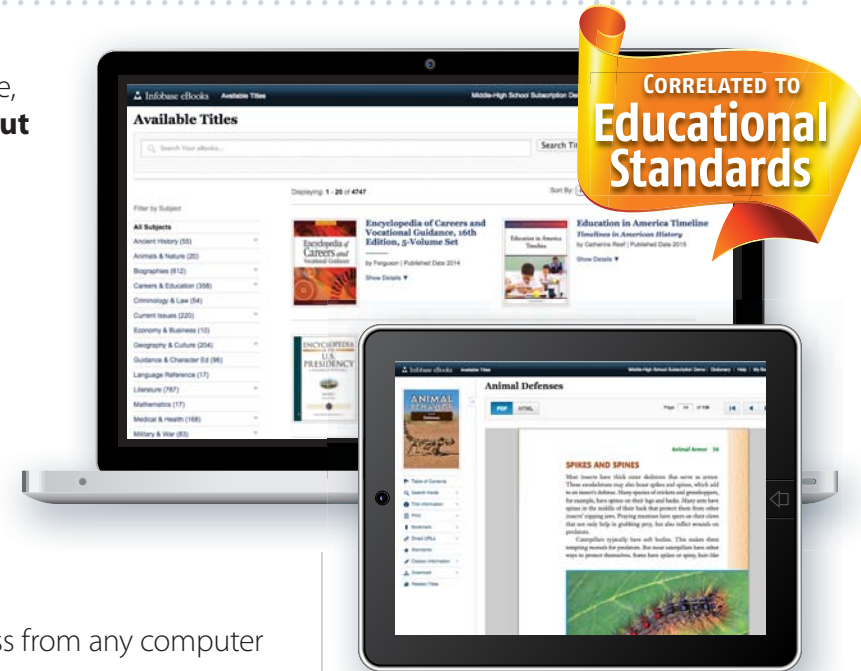 e,
ut
CORRELATED TO
Educational
Standards
Infobase eBooks Available Titles
Middle-High School Subscription De
Available Titles
Search Your eBooks...
Search Tit
Displaying: 1 - 20 of 4747
Sort By:
Filter by Subject
All Subjects
Ancient History (55)
Animals & Nature (20)
Biographies (612)
Careers & Education (358)
Criminology & Law (54)
Current Issues (220)
Economy & Business (10)
Geography & Culture (204)
Guidance & Character Ed (96)
Language Reference (17)
Literature (767)
Mathematics (17)
Medical & Health (168)
Military & War (83)
Encyclopedia of
Careers and
Vocational Guidance
Encyclopedia of Careers and
Vocational Guidance, 16th
Edition, 5-Volume Set
by Ferguson | Published Date 2014
Show Details ▼
Education in America
Timeline
Education in America Timeline
Timelines in American History
by Catherine Reef | Published Date 2015
Show Details ▼
ENCYCLOPEDIA
U.S.
PRESIDENCY
Infobase eBooks Available Titles
Middle-High School Subscription Demo | Dictionary | Help | My Bo
ANIMAL
BEHAVIOR
Animal Defenses
PDF HTML
Page 14 of 136
Table of Contents
Search Inside
Title Information
Print
Bookmark
Direct URLs
Standards
Citation Information
Download
Related Titles
Animal Armor
SPIKES AND SPINES
Most insects have thick outer skeletons that serve as armor.
These exoskeletons may also boast spikes and spines, which add
to an insect's defense. Many species of crickets and grasshoppers,
for example, have spines on their legs and backs. Many ants have
spines in the middle of their back that protect them from other
insects' nipping jaws. Praying mantises have spurs on their claws
that not only help in grabbing prey, but also inflict wounds on
predators.
Caterpillars typically have soft bodies. This makes them
tempting morsels for predators. But most caterpillars have other
ways to protect themselves. Some have spikes or spiny, hair-like
ss from any computer